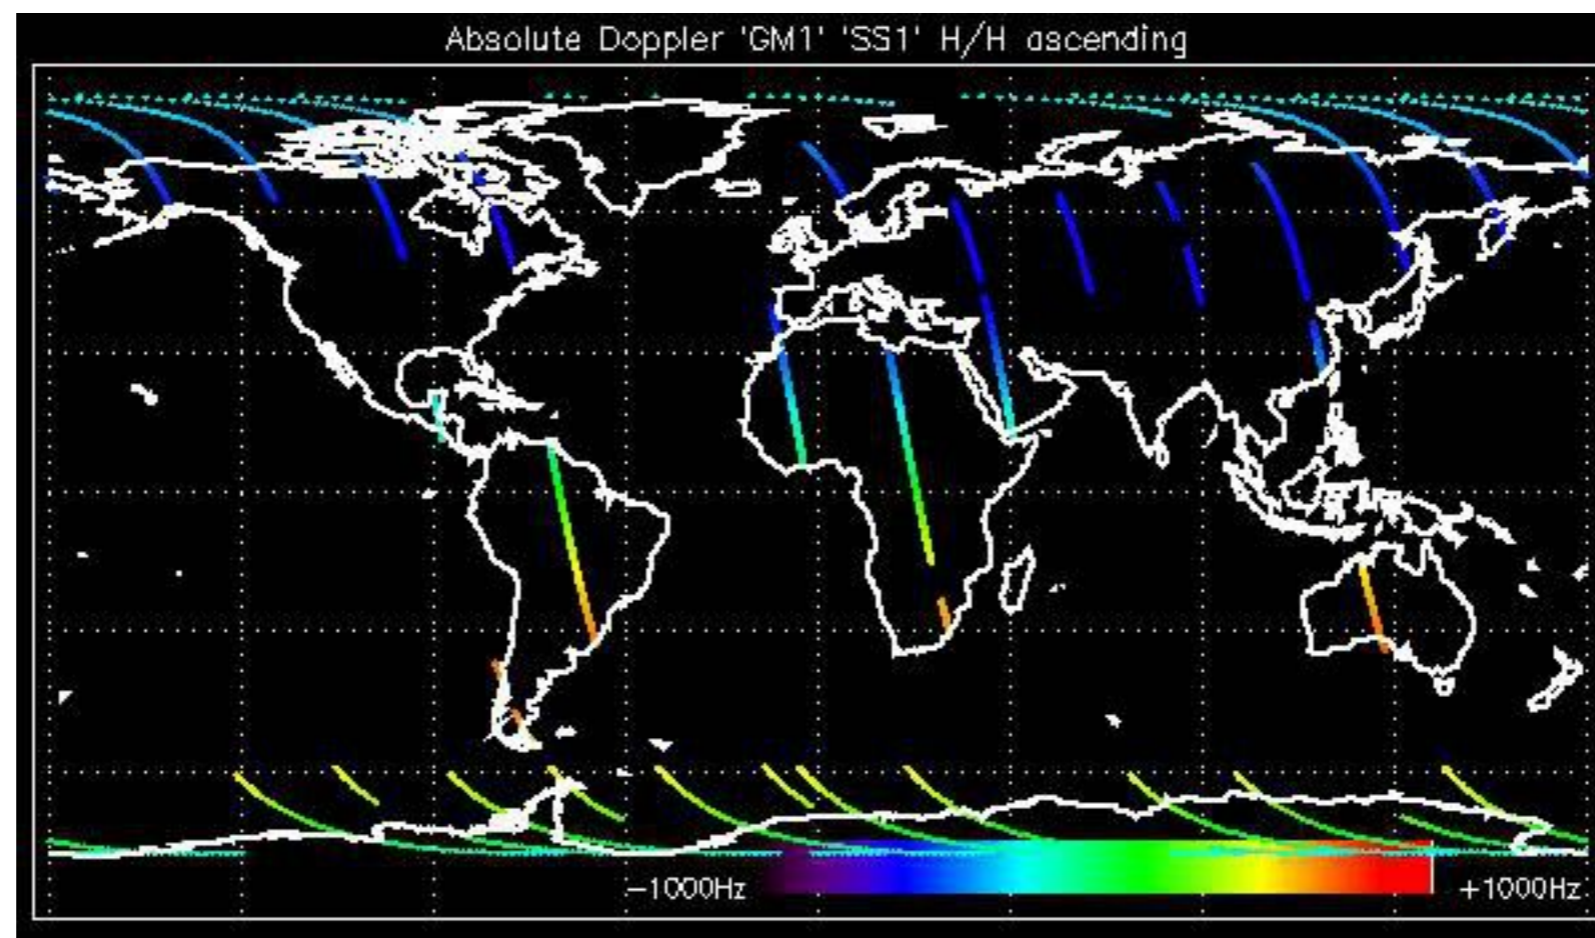 Absolute Doppler 'GM1' 'SS1' H/H ascending
−1000Hz
+1000Hz